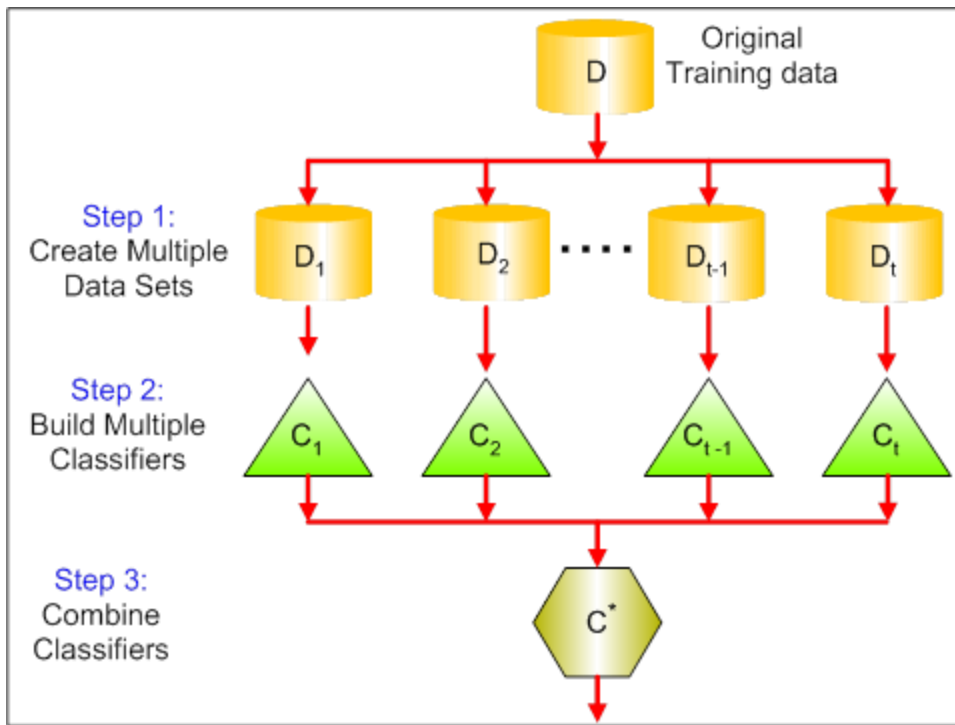 D
Original
Training data
Step 1:
Create Multiple
Data Sets
D1
D2
....
Dt-1
Dt
Step 2:
Build Multiple
Classifiers
C1
C2
Ct-1
Ct
Step 3:
Combine
Classifiers
C*